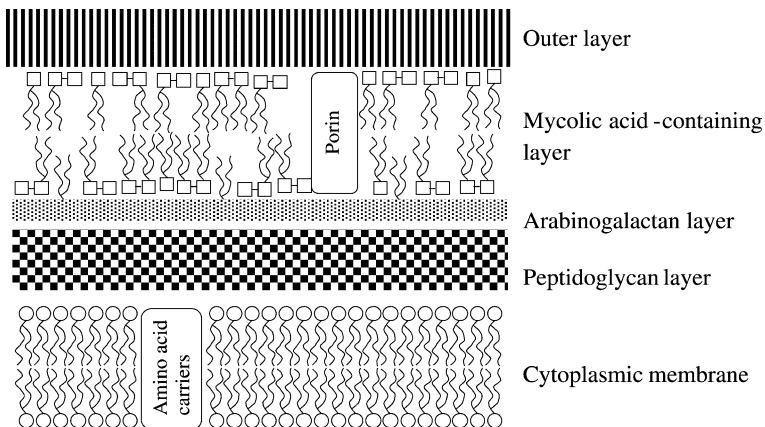 Outer layer
Porin
Mycolic acid -containing
layer
Arabinogalactan layer
Peptidoglycan layer
Amino acid
carriers
Cytoplasmic membrane